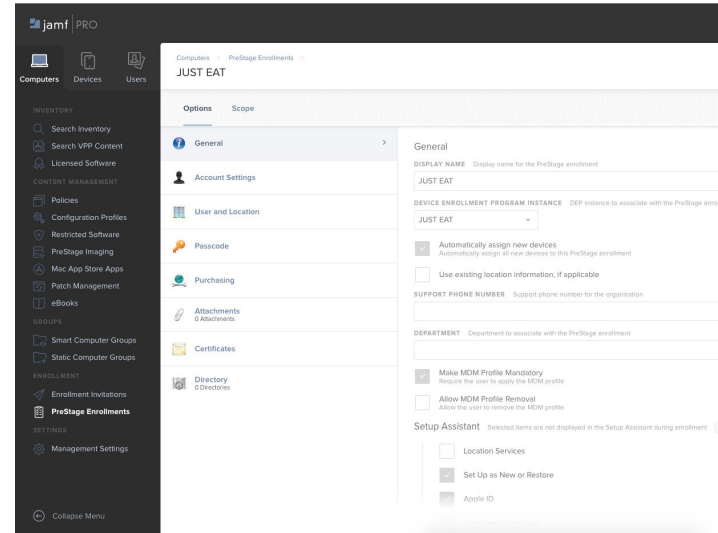 jamf PRO
Computers
Devices
Users
INVENTORY
Search Inventory
Search VPP Content
Licensed Software
CONTENT MANAGEMENT
Policies
Configuration Profiles
Restricted Software
PreStage Imaging
Mac App Store Apps
Patch Management
eBooks
GROUPS
Smart Computer Groups
Static Computer Groups
ENROLLMENT
Enrollment Invitations
PreStage Enrollments
SETTINGS
Management Settings
Collapse Menu
Computers › PreStage Enrollments ›
JUST EAT
Options Scope
General
Account Settings
User and Location
Passcode
Purchasing
Attachments
0 Attachments
Certificates
Directory
0 Directories
General
DISPLAY NAME Display name for the PreStage enrollment
JUST EAT
DEVICE ENROLLMENT PROGRAM INSTANCE DEP instance to associate with the PreStage enro
JUST EAT
Automatically assign new devices
Automatically assign all new devices to this PreStage enrollment
Use existing location information, if applicable
SUPPORT PHONE NUMBER Support phone number for the organization
DEPARTMENT Department to associate with the PreStage enrollment
Make MDM Profile Mandatory
Require the user to apply the MDM profile
Allow MDM Profile Removal
Allow the user to remove the MDM profile
Setup Assistant Selected items are not displayed in the Setup Assistant during enrollment
Location Services
Set Up as New or Restore
Apple ID